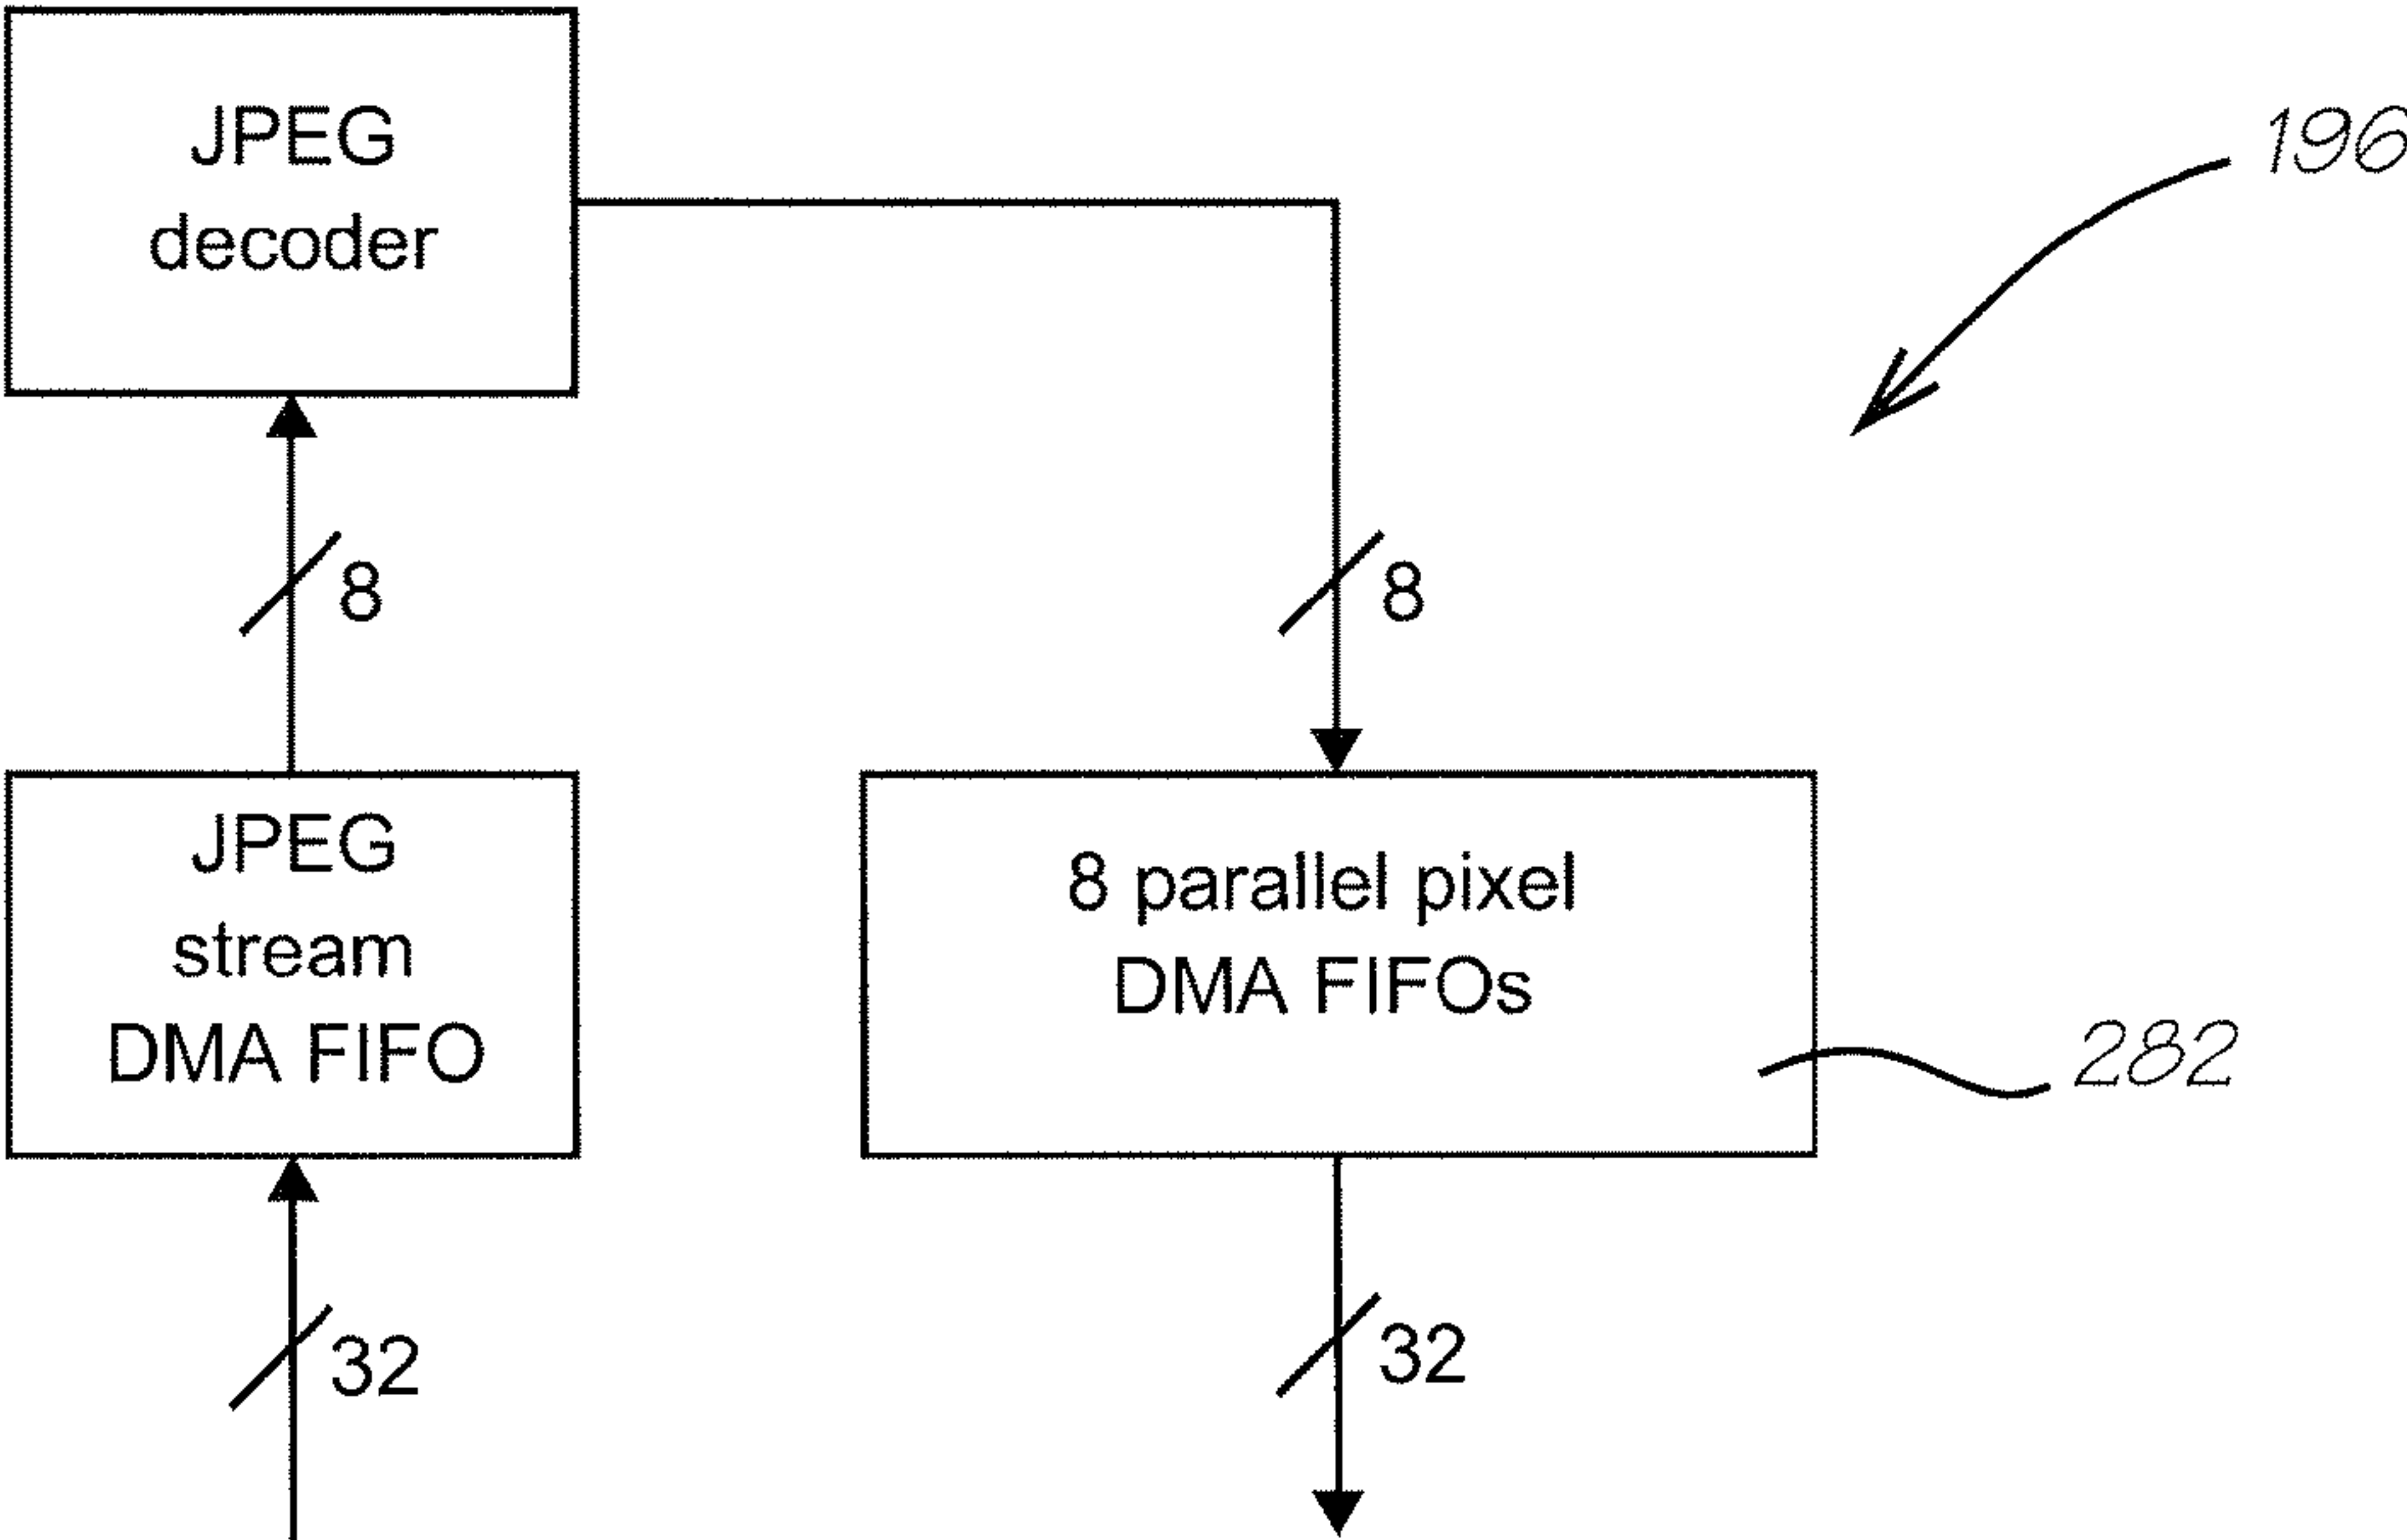 JPEG
decoder
196
8
8
JPEG
stream
DMA FIFO
8 parallel pixel
DMA FIFOs
282
32
32